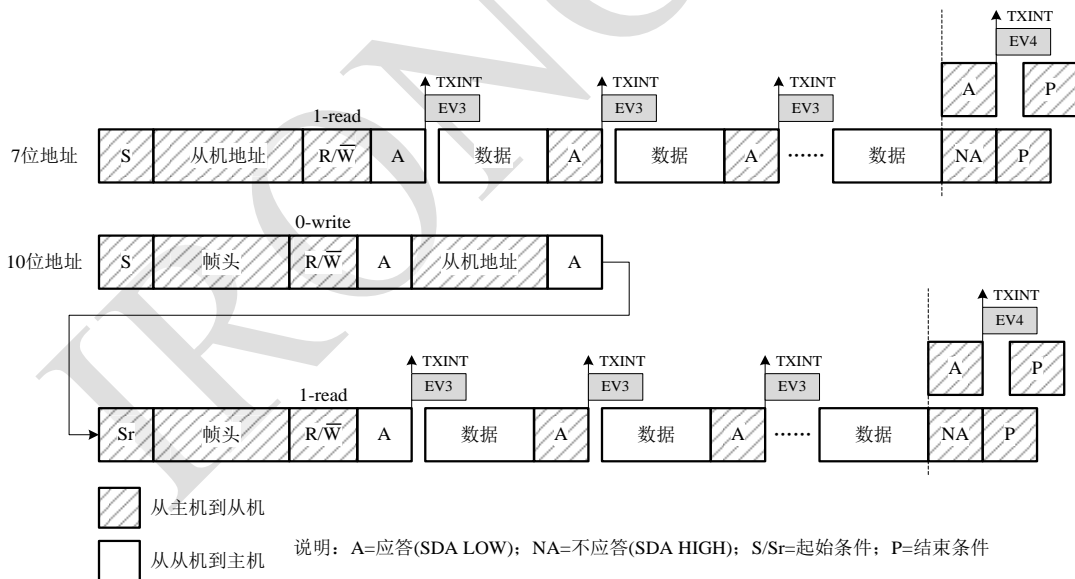 TXINT
EV4
TXINT TXINT TXINT
EV3 EV3 EV3 A P
1-read
7位地址 S 从机地址 R/W̅ A 数据 A 数据 A …… 数据 NA P
0-write
10位地址 S 帧头 R/W̅ A 从机地址 A
TXINT
EV4
TXINT TXINT TXINT
EV3 EV3 EV3 A P
1-read
Sr 帧头 R/W̅ A 数据 A 数据 A …… 数据 NA P
从主机到从机
从从机到主机
说明：A=应答(SDA LOW)；NA=不应答(SDA HIGH)；S/Sr=起始条件；P=结束条件